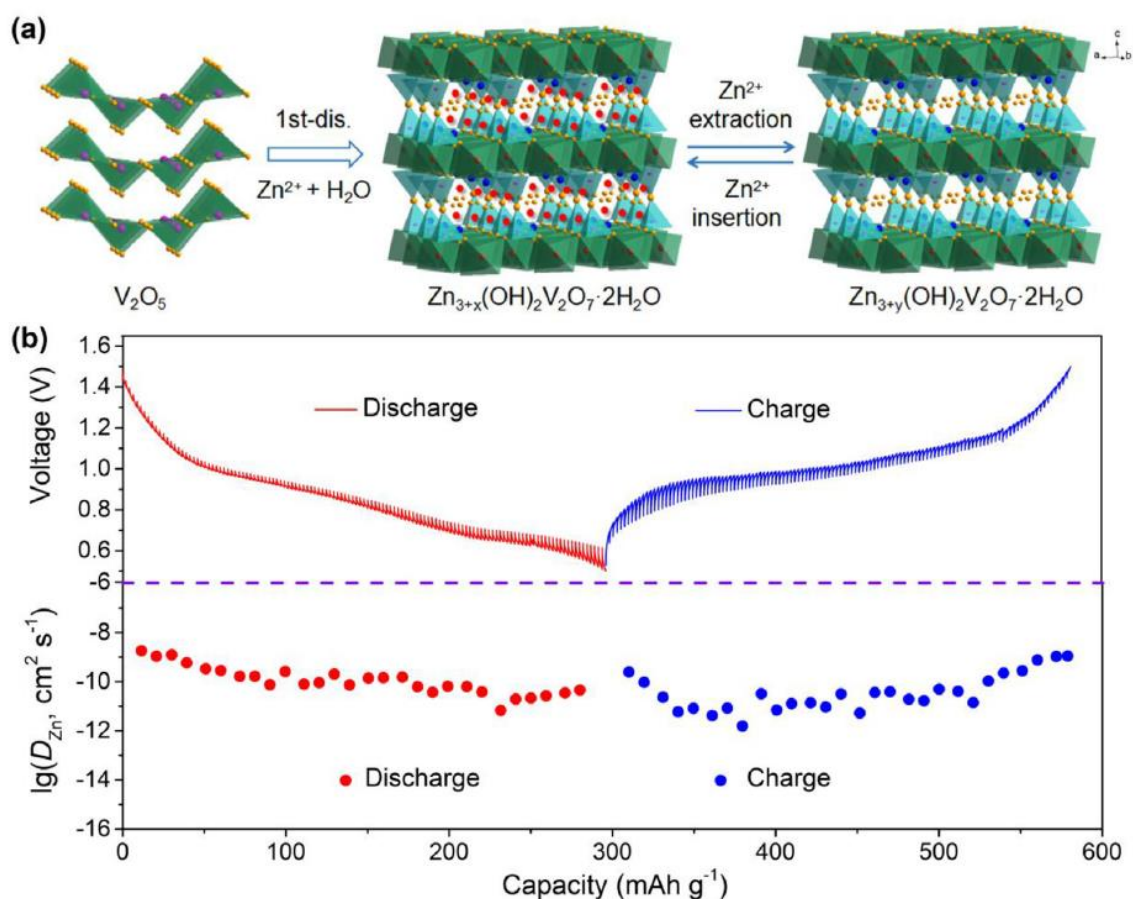 (a)
c
a b
1st-dis.
Zn²⁺ + H₂O
Zn²⁺
extraction
Zn²⁺
insertion
V₂O₅
Zn₃₊ₓ(OH)₂V₂O₇·2H₂O
Zn₃₊y(OH)₂V₂O₇·2H₂O
(b)
Voltage (V)
1.6
1.4
1.2
1.0
0.8
0.6
Discharge
Charge
lg(D_Zn, cm² s⁻¹)
-6
-8
-10
-12
-14
-16
Discharge
Charge
0 100 200 300 400 500 600
Capacity (mAh g⁻¹)